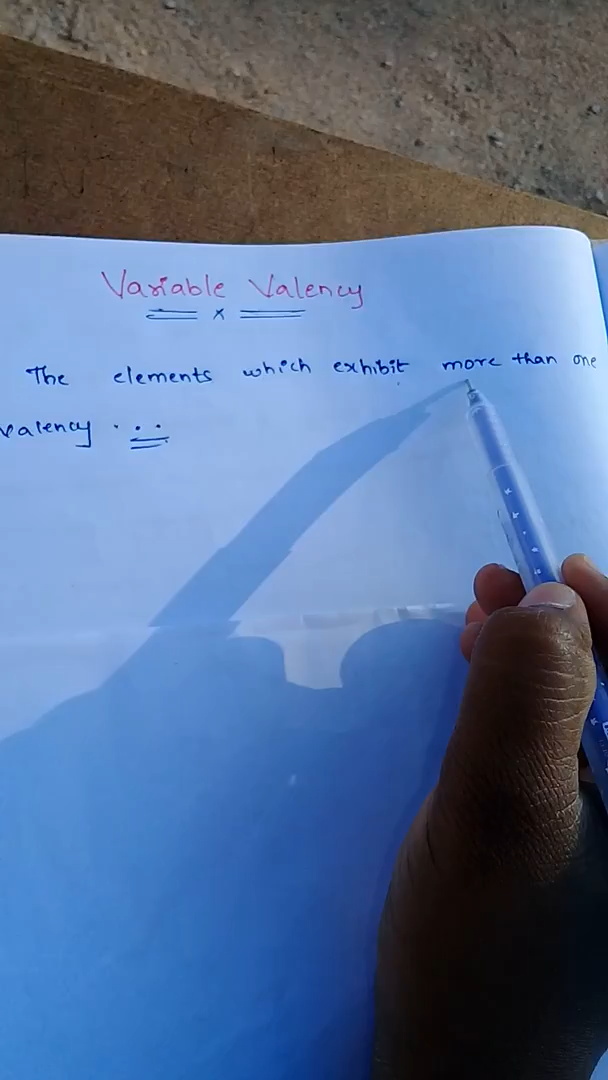 Variable Valency
x
The elements which exhibit more than one
valency . . .